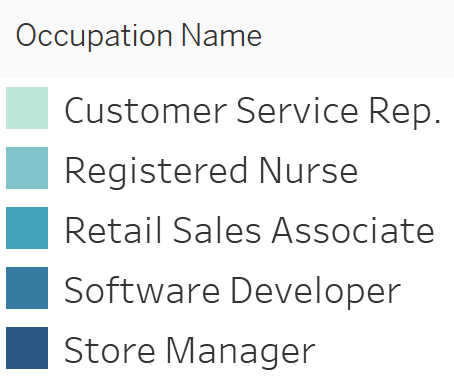 Occupation Name
Customer Service Rep.
Registered Nurse
Retail Sales Associate
Software Developer
Store Manager